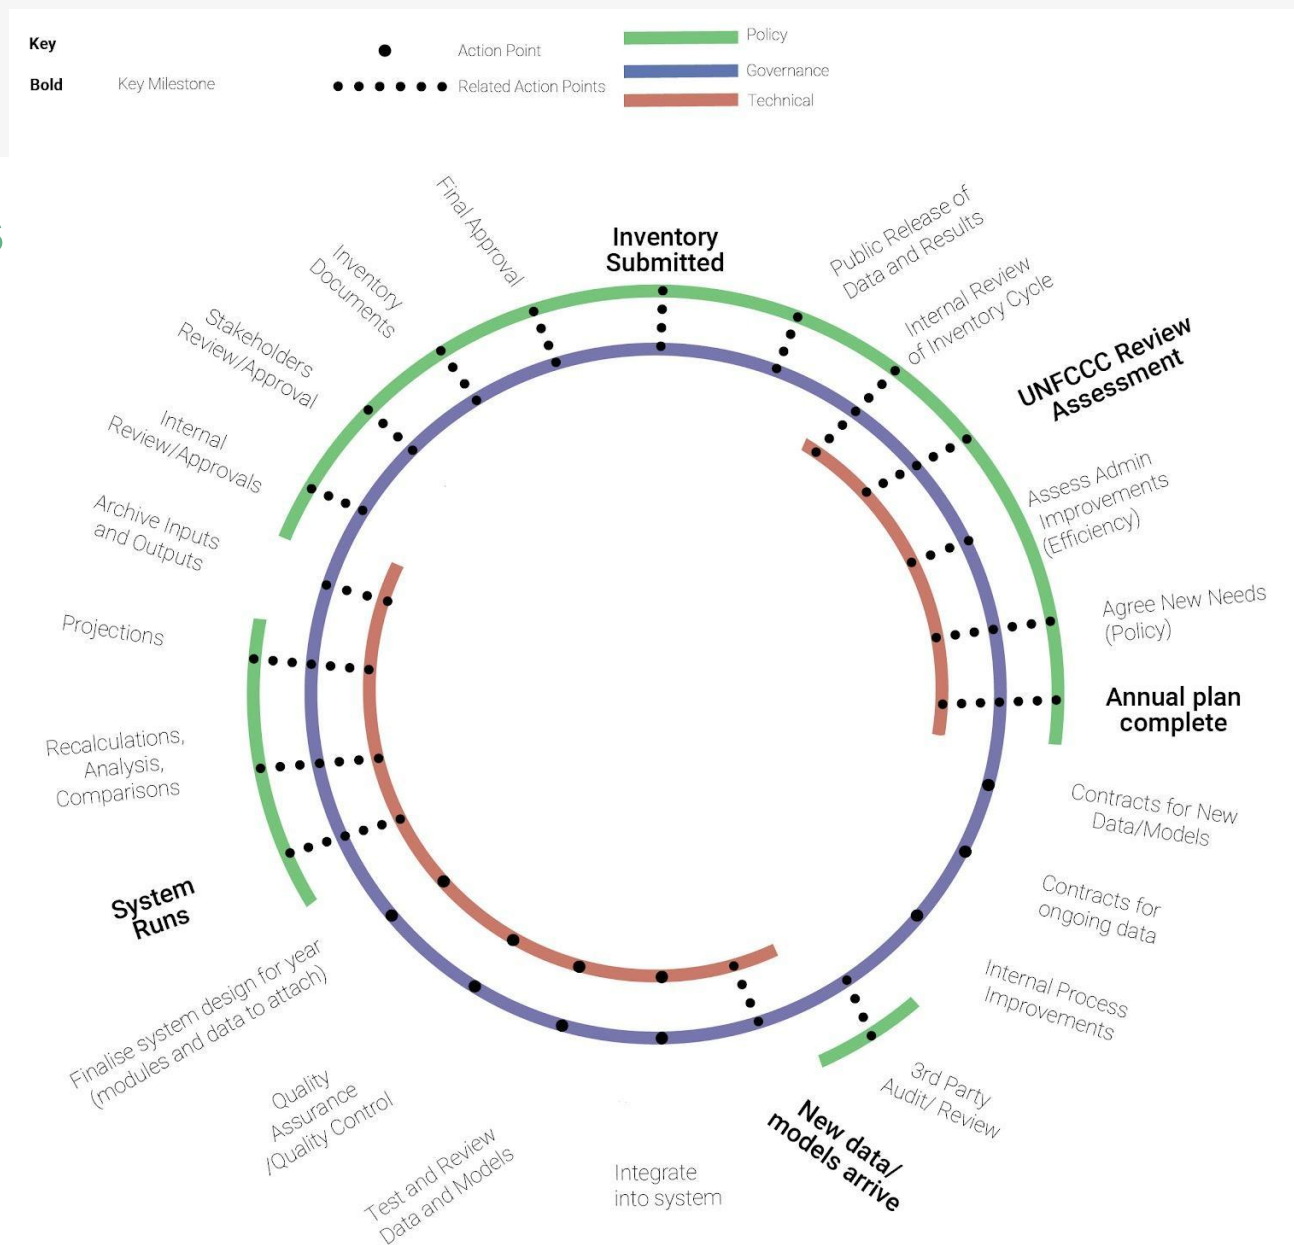 Key
Bold
Key Milestone
Action Point
Related Action Points
Policy
Governance
Technical
s
Inventory
Submitted
Public Release of
Data and Results
Internal Review
of Inventory Cycle
UNFCCC Review
Assessment
Assess Admin
Improvements
(Efficiency)
Agree New Needs
(Policy)
Annual plan
complete
Contracts for New
Data/Models
Contracts for
ongoing data
Internal Process
Improvements
3rd Party
Audit/ Review
New data/
models arrive
Integrate
into system
Test and Review
Data and Models
Quality
Assurance
/Quality Control
Finalise system design for year
(modules and data to attach)
System
Runs
Recalculations,
Analysis,
Comparisons
Projections
Archive Inputs
and Outputs
Internal
Review/Approvals
Stakeholders
Review/Approval
Inventory
Documents
Final Approval